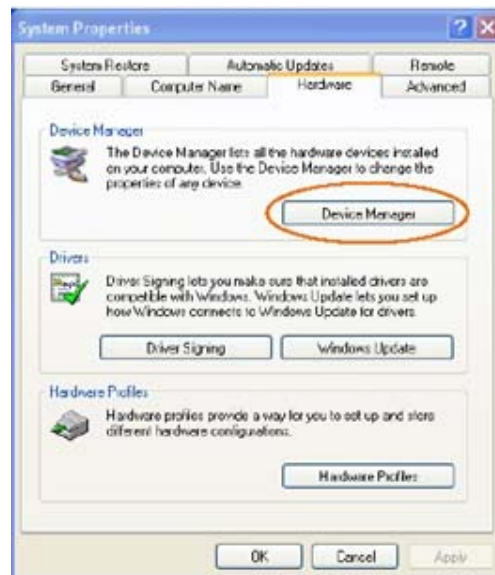 System Properties
System Restore Automatic Updates Remote
General Computer Name Hardware Advanced
Device Manager
The Device Manager lists all the hardware devices installed
on your computer. Use the Device Manager to change the
properties of any device.
Device Manager
Drivers
Driver Signing lets you make sure that installed drivers are
compatible with Windows. Windows Update lets you set up
how Windows connects to Windows Update for drivers.
Driver Signing Windows Update
Hardware Profiles
Hardware profiles provide a way for you to set up and store
different hardware configurations.
Hardware Profiles
OK Cancel Apply